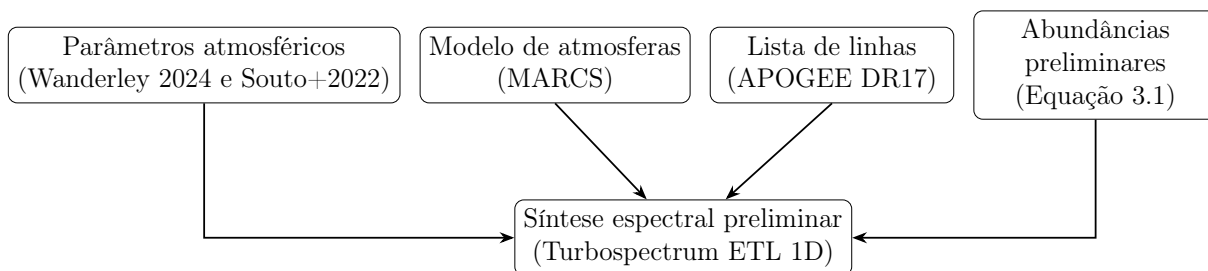 Parâmetros atmosféricos
(Wanderley 2024 e Souto+2022)
Modelo de atmosferas
(MARCS)
Lista de linhas
(APOGEE DR17)
Abundâncias
preliminares
(Equação 3.1)
Síntese espectral preliminar
(Turbospectrum ETL 1D)